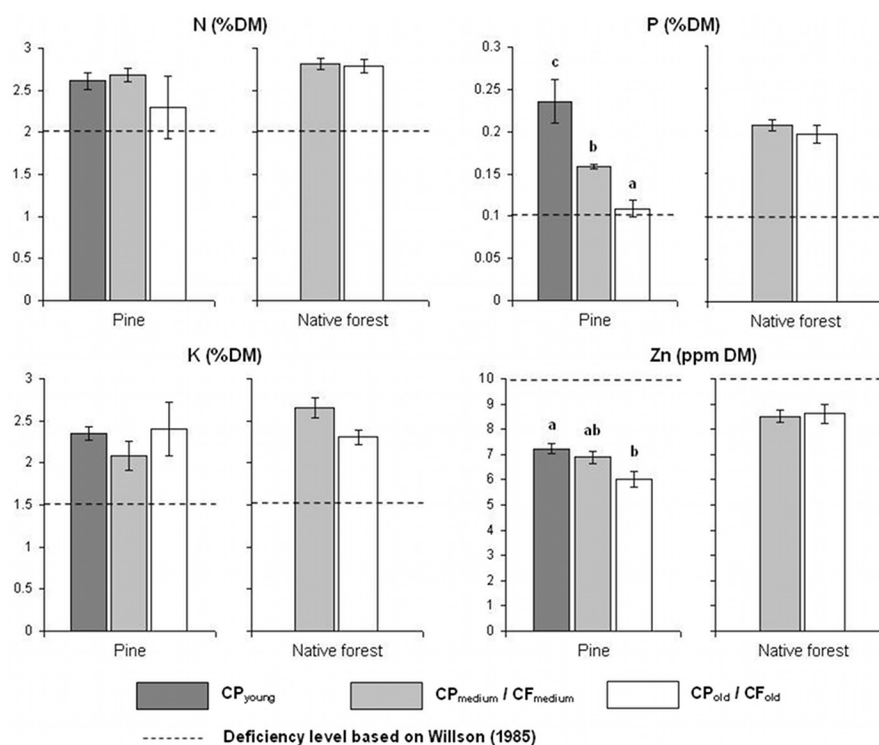 N (%DM)
3
2.5
2
1.5
1
0.5
0
Pine
Native forest
P (%DM)
0.3
0.25
0.2
0.15
0.1
0.05
0
c
b
a
Pine
Native forest
K (%DM)
3
2.5
2
1.5
1
0.5
0
Pine
Native forest
Zn (ppm DM)
10
9
8
7
6
5
4
3
2
1
0
a
ab
b
Pine
Native forest
CPyoung CPmedium / CFmedium CPold / CFold
Deficiency level based on Willson (1985)